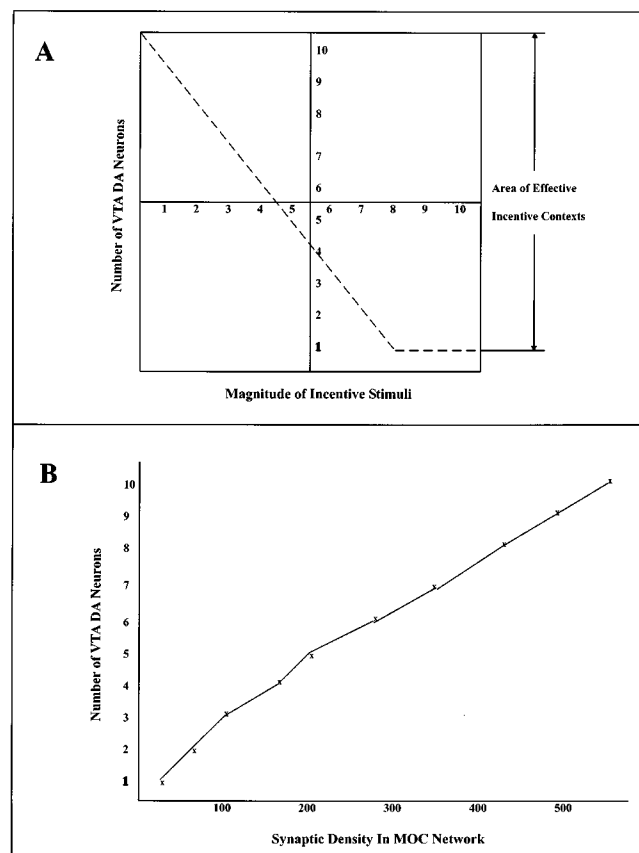 A
Number of VTA DA Neurons
10
9
8
7
6
1 2 3 4 5 6 7 8 9 10
5
4
3
2
1
Area of Effective
Incentive Contexts
Magnitude of Incentive Stimuli
B
Number of VTA DA Neurons
10
9
8
7
6
5
4
3
2
1
100 200 300 400 500
Synaptic Density In MOC Network